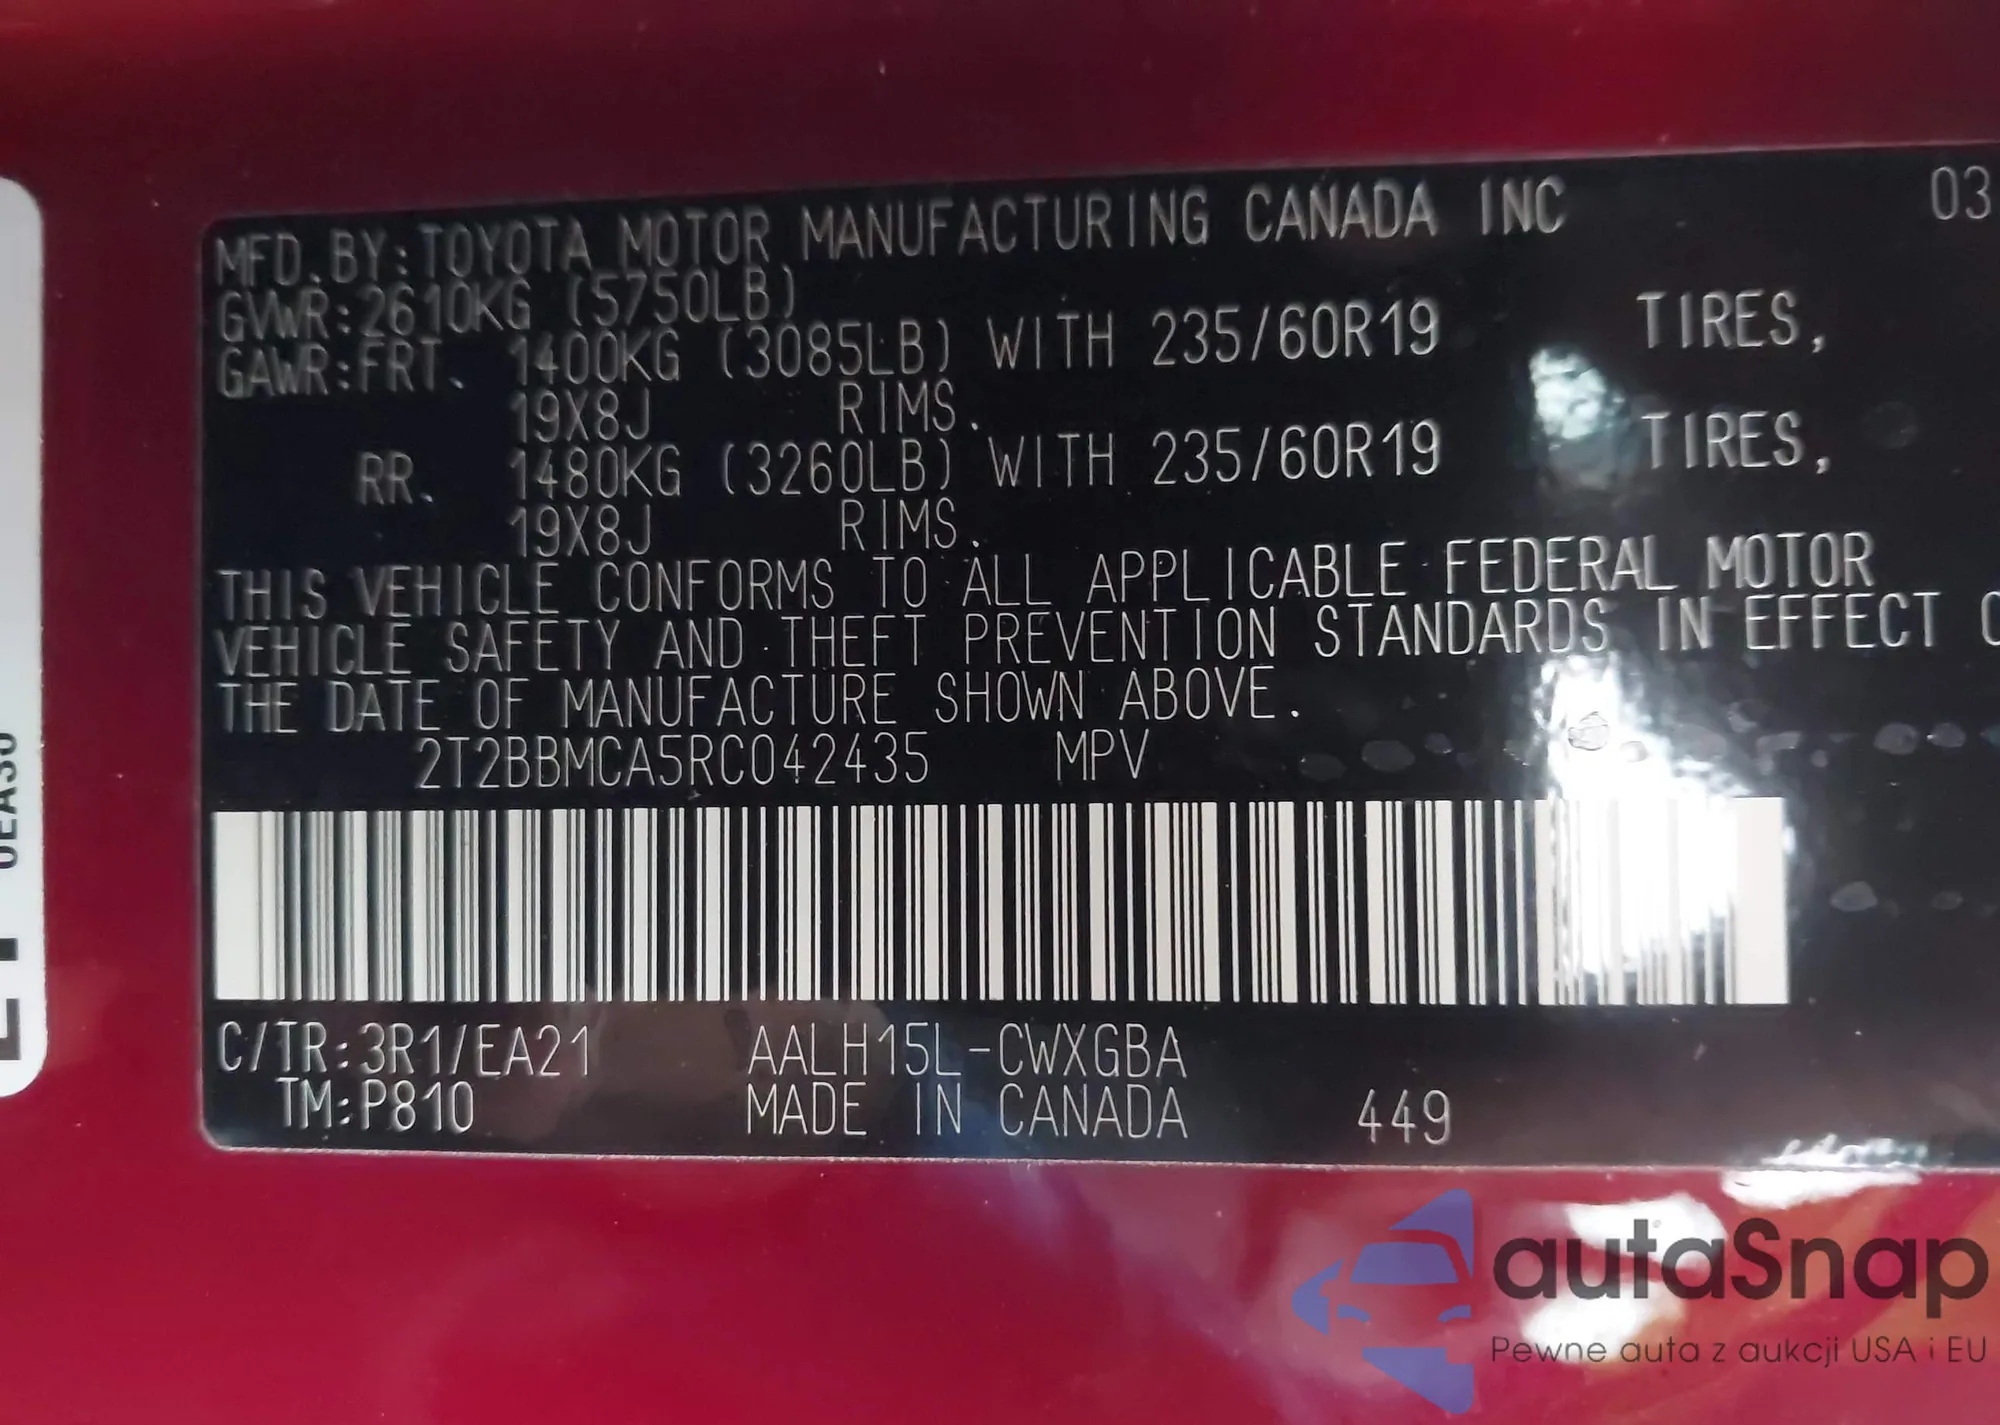 MFD.BY:TOYOTA MOTOR MANUFACTURING CANADA INC 03
GVWR:2610KG (5750LB)
GAWR:FRT. 1400KG (3085LB) WITH 235/60R19 TIRES,
19X8J RIMS.
RR. 1480KG (3260LB) WITH 235/60R19 TIRES,
19X8J RIMS.
THIS VEHICLE CONFORMS TO ALL APPLICABLE FEDERAL MOTOR
VEHICLE SAFETY AND THEFT PREVENTION STANDARDS IN EFFECT
THE DATE OF MANUFACTURE SHOWN ABOVE.
2T2BBMCA5RC042435 MPV
C/TR:3R1/EA21 AALH15L-CWXGBA
TM:P810 MADE IN CANADA 449
autaSnap
Pewne auta z aukcji USA i EU